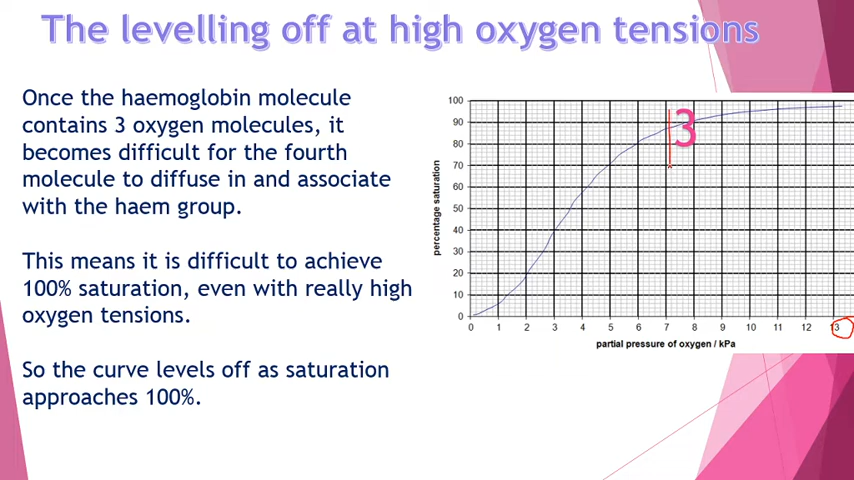 The levelling off at high oxygen tensions
Once the haemoglobin molecule
contains 3 oxygen molecules, it
becomes difficult for the fourth
molecule to diffuse in and associate
with the haem group.
This means it is difficult to achieve
100% saturation, even with really high
oxygen tensions.
So the curve levels off as saturation
approaches 100%.
percentage saturation
100
90
80
70
60
50
40
30
20
10
0
3
0 1 2 3 4 5 6 7 8 9 10 11 12 13
partial pressure of oxygen / kPa